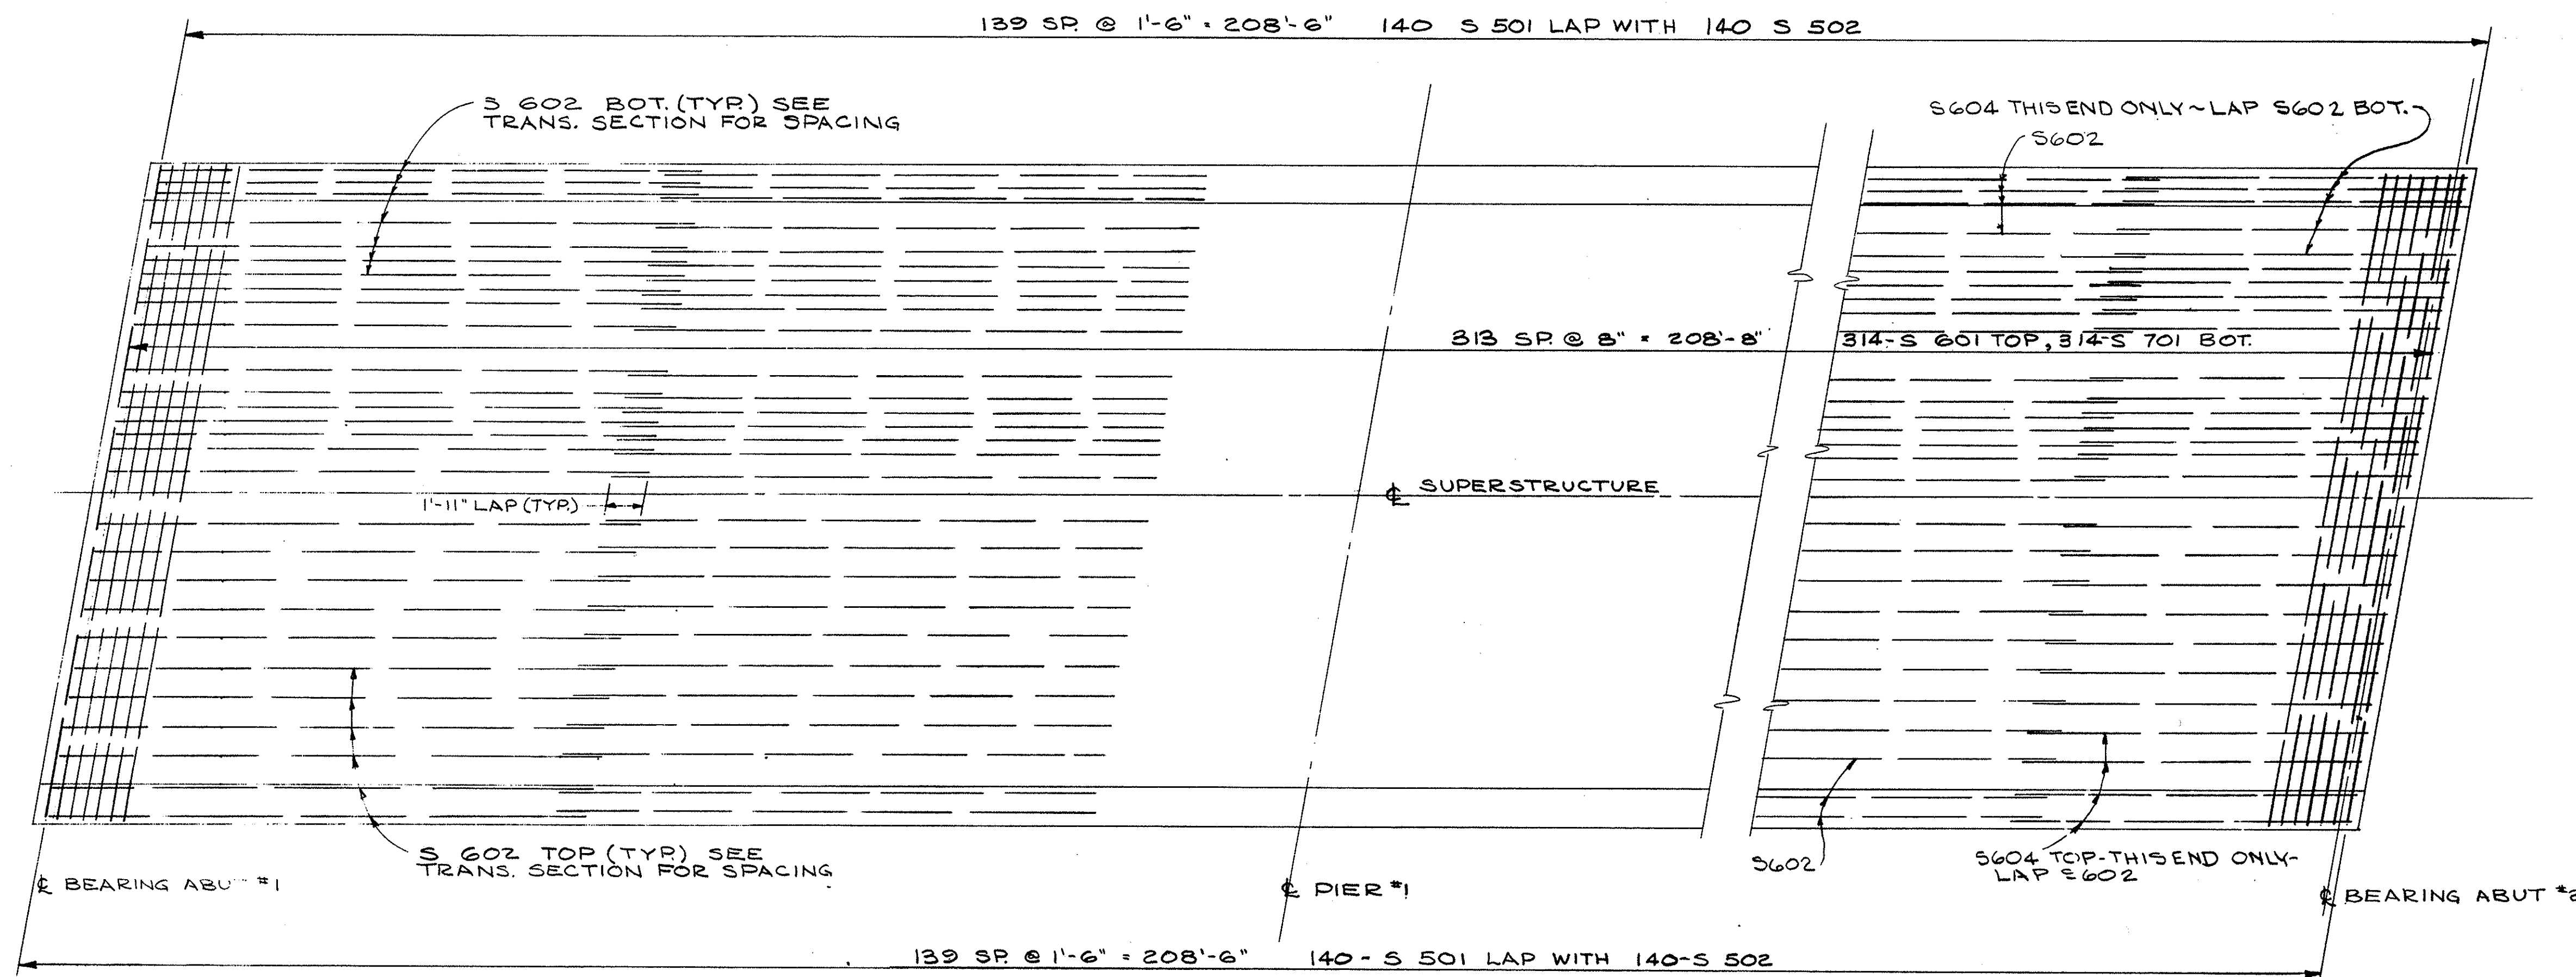 139 SP. @ 1'-6" = 208'-6" 140 S 501 LAP WITH 140 S 502
S 602 BOT. (TYP.) SEE
TRANS. SECTION FOR SPACING
S604 THIS END ONLY ~ LAP S602 BOT.
S602
313 SP. @ 8" = 208'-8" 314-S 601 TOP, 314-S 701 BOT.
℄ SUPERSTRUCTURE
1'-11" LAP (TYP.)
S 602 TOP (TYP.) SEE
TRANS. SECTION FOR SPACING
S602
S604 TOP-THIS END ONLY-
LAP S602
℄ BEARING ABUT #1
℄ PIER #1
℄ BEARING ABUT #2
139 SP. @ 1'-6" = 208'-6" 140 - S 501 LAP WITH 140-S 502